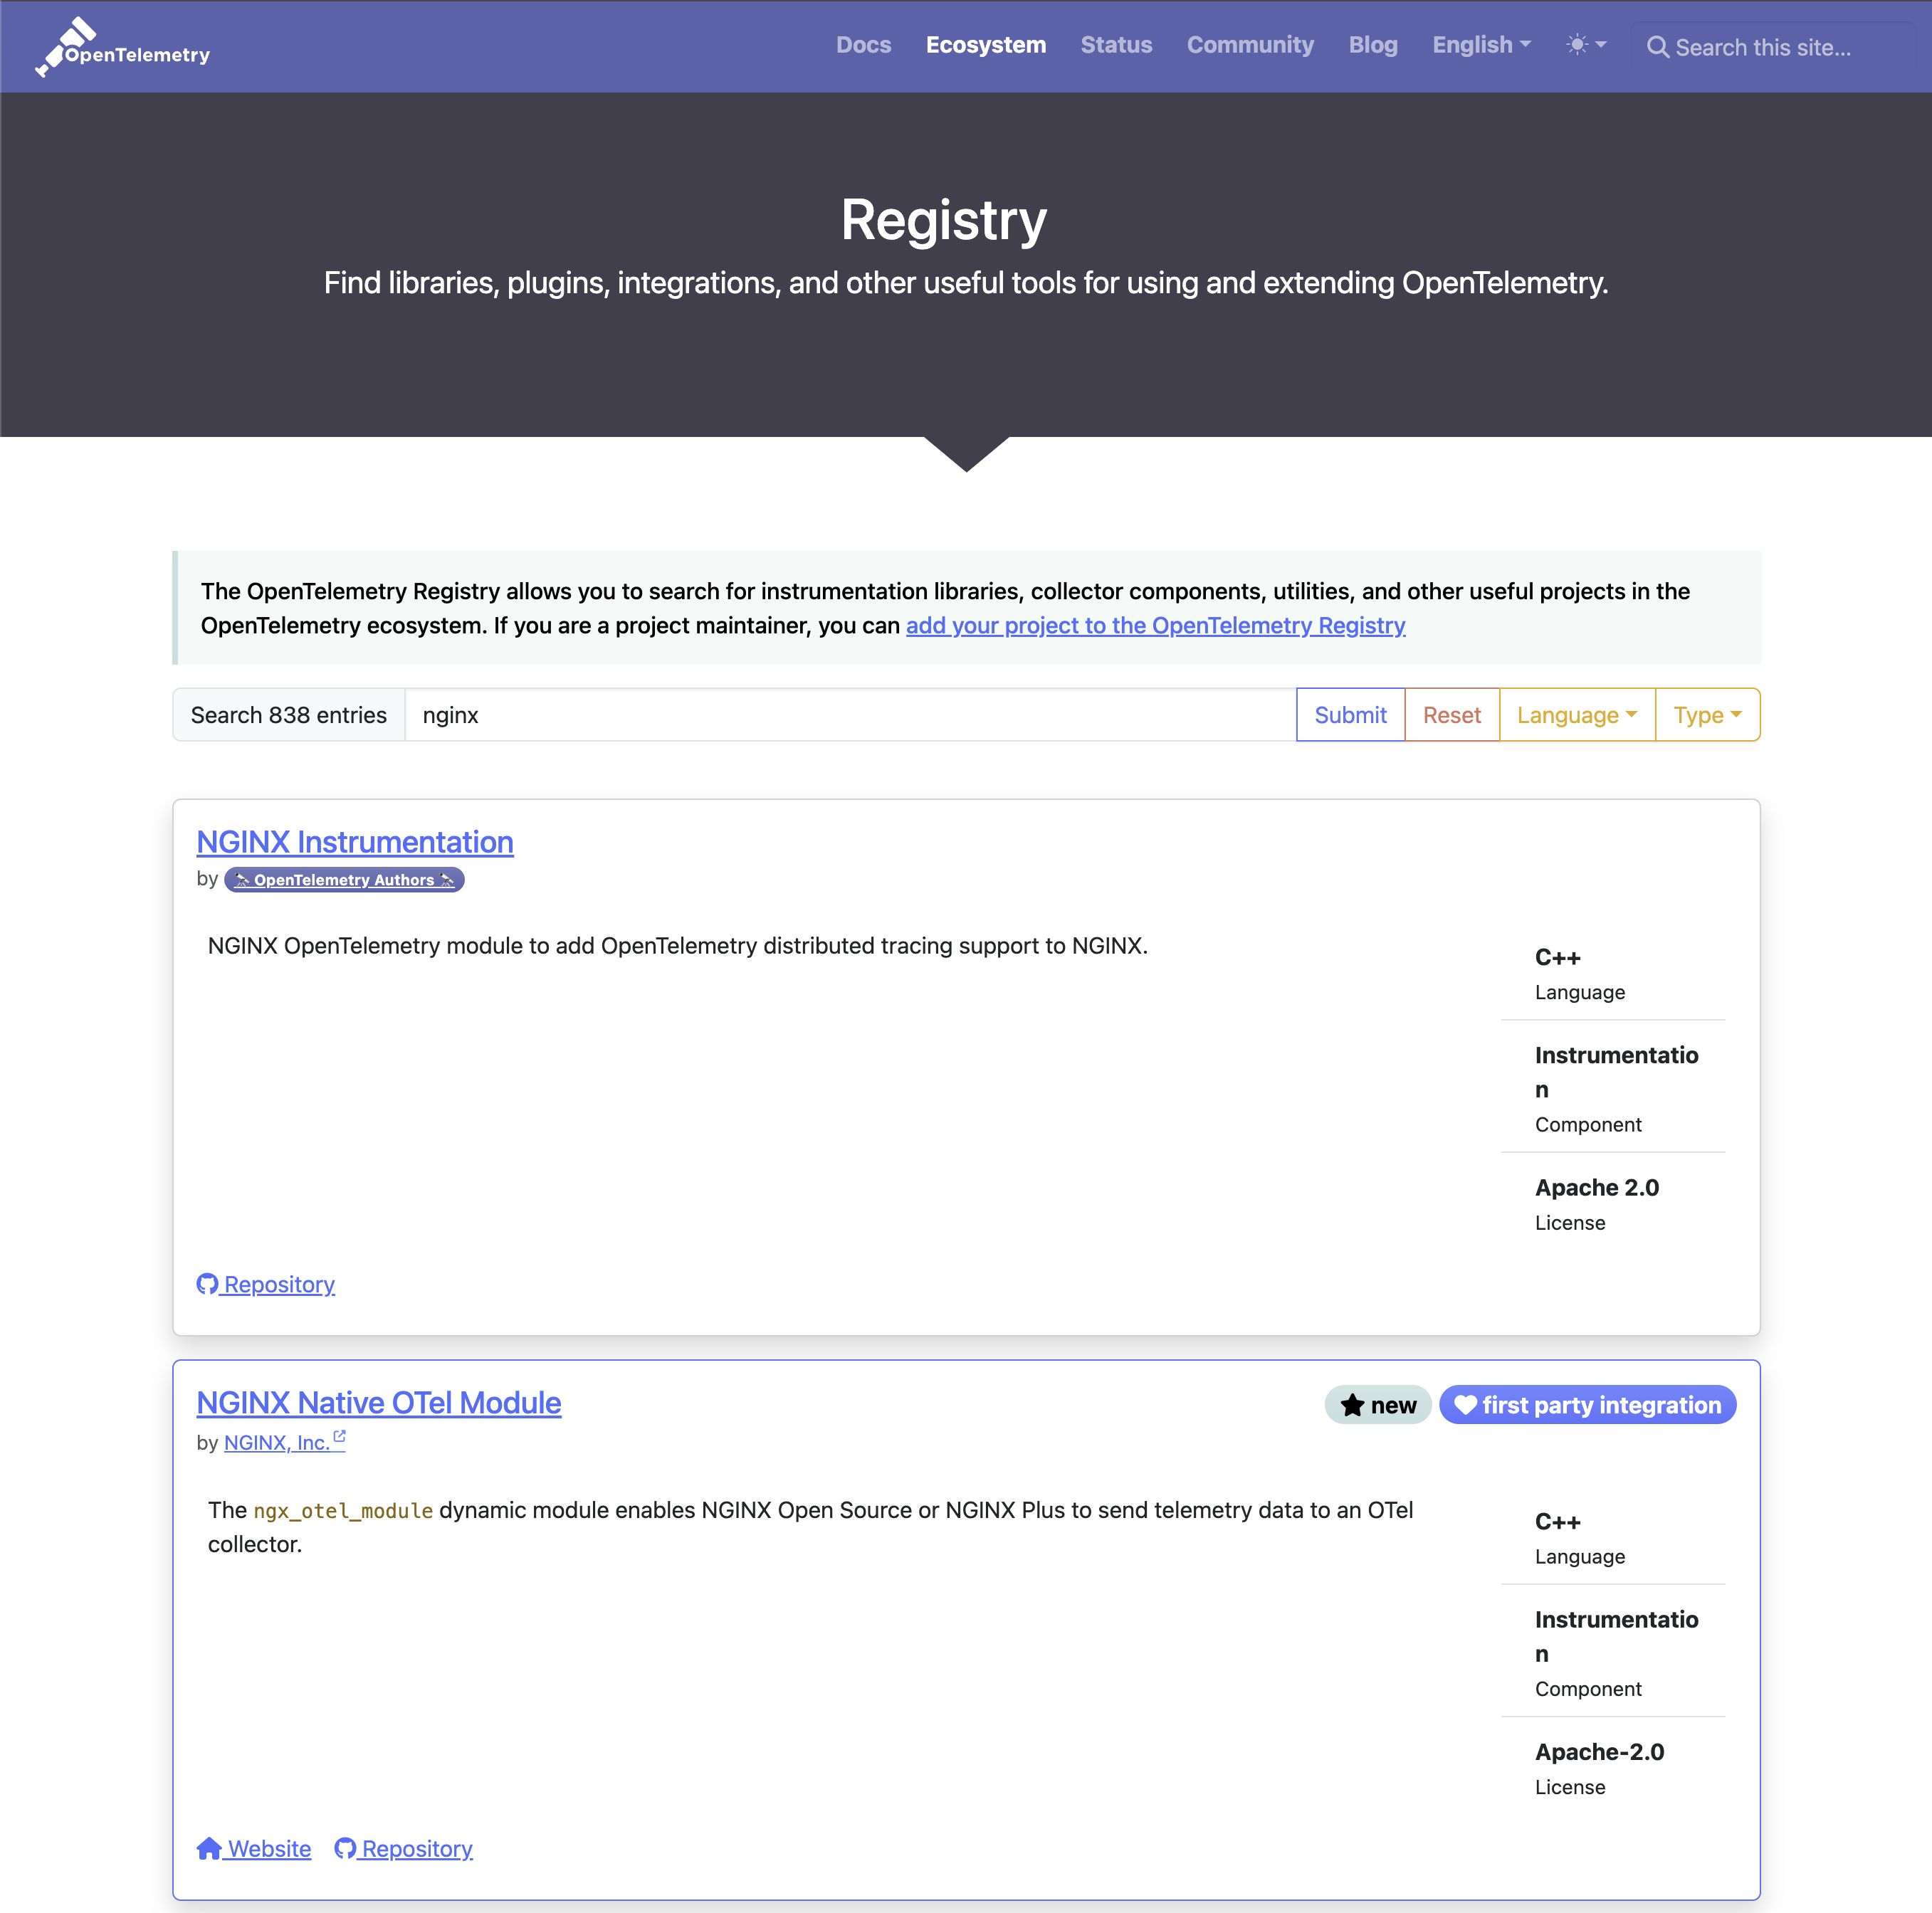 OpenTelemetry
Docs Ecosystem Status Community Blog English Search this site...
Registry
Find libraries, plugins, integrations, and other useful tools for using and extending OpenTelemetry.
The OpenTelemetry Registry allows you to search for instrumentation libraries, collector components, utilities, and other useful projects in the
OpenTelemetry ecosystem. If you are a project maintainer, you can add your project to the OpenTelemetry Registry
Search 838 entries nginx Submit Reset Language Type
NGINX Instrumentation
by OpenTelemetry Authors
NGINX OpenTelemetry module to add OpenTelemetry distributed tracing support to NGINX.
C++
Language
Instrumentatio
n
Component
Apache 2.0
License
Repository
NGINX Native OTel Module
new first party integration
by NGINX, Inc.
The ngx_otel_module dynamic module enables NGINX Open Source or NGINX Plus to send telemetry data to an OTel
collector.
C++
Language
Instrumentatio
n
Component
Apache-2.0
License
Website Repository